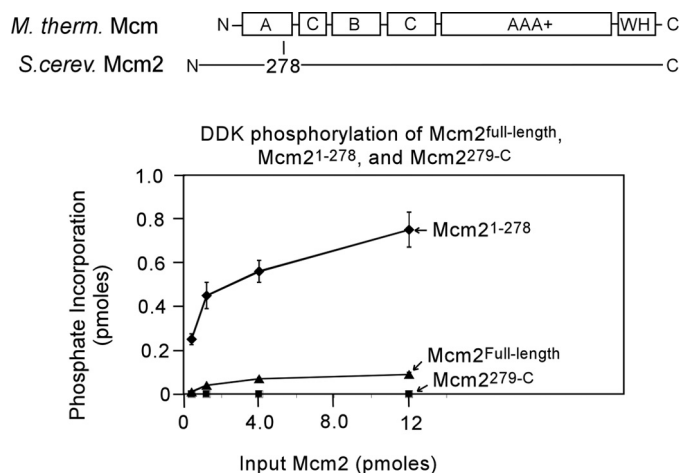 M. therm. Mcm N A C B C AAA+ WH C
S.cerev. Mcm2 N 278 C
DDK phosphorylation of Mcm2full-length,
Mcm21-278, and Mcm2279-C
1.0
0.8
0.6
0.4
0.2
0
Phosphate Incorporation
(pmoles)
Mcm21-278
Mcm2Full-length
Mcm2279-C
0 4.0 8.0 12
Input Mcm2 (pmoles)